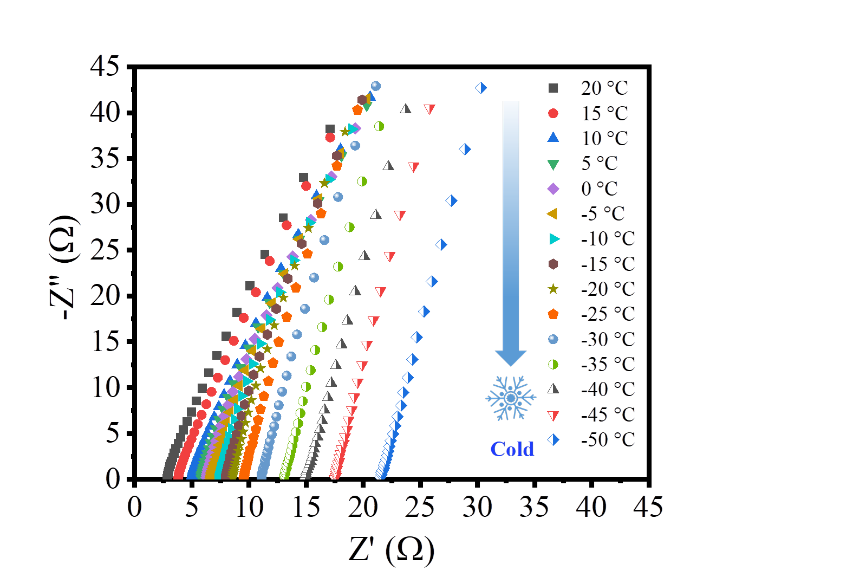 45
40
35
30
25
20
15
10
5
0
-Z'' (Ω)
0
5
10
15
20
25
30
35
40
45
Z' (Ω)
20 °C
15 °C
10 °C
5 °C
0 °C
-5 °C
-10 °C
-15 °C
-20 °C
-25 °C
-30 °C
-35 °C
-40 °C
-45 °C
-50 °C
Cold